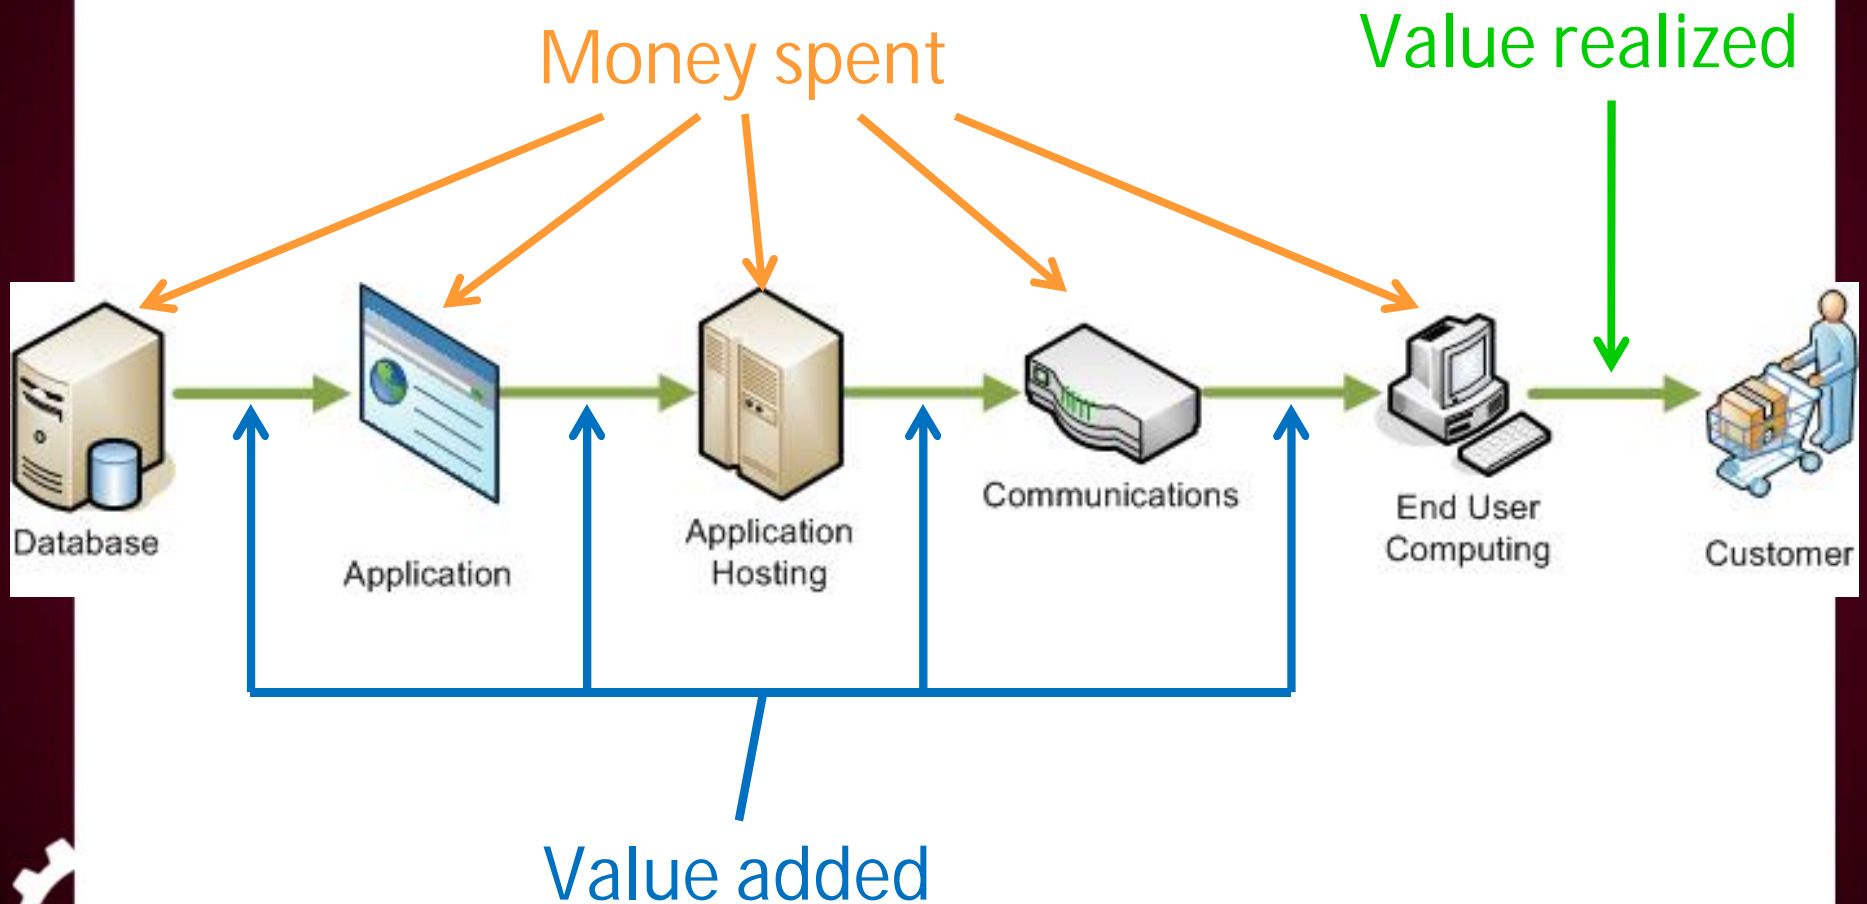 Money spent
Value realized
Database
Application
Application
Hosting
Communications
End User
Computing
Customer
Value added